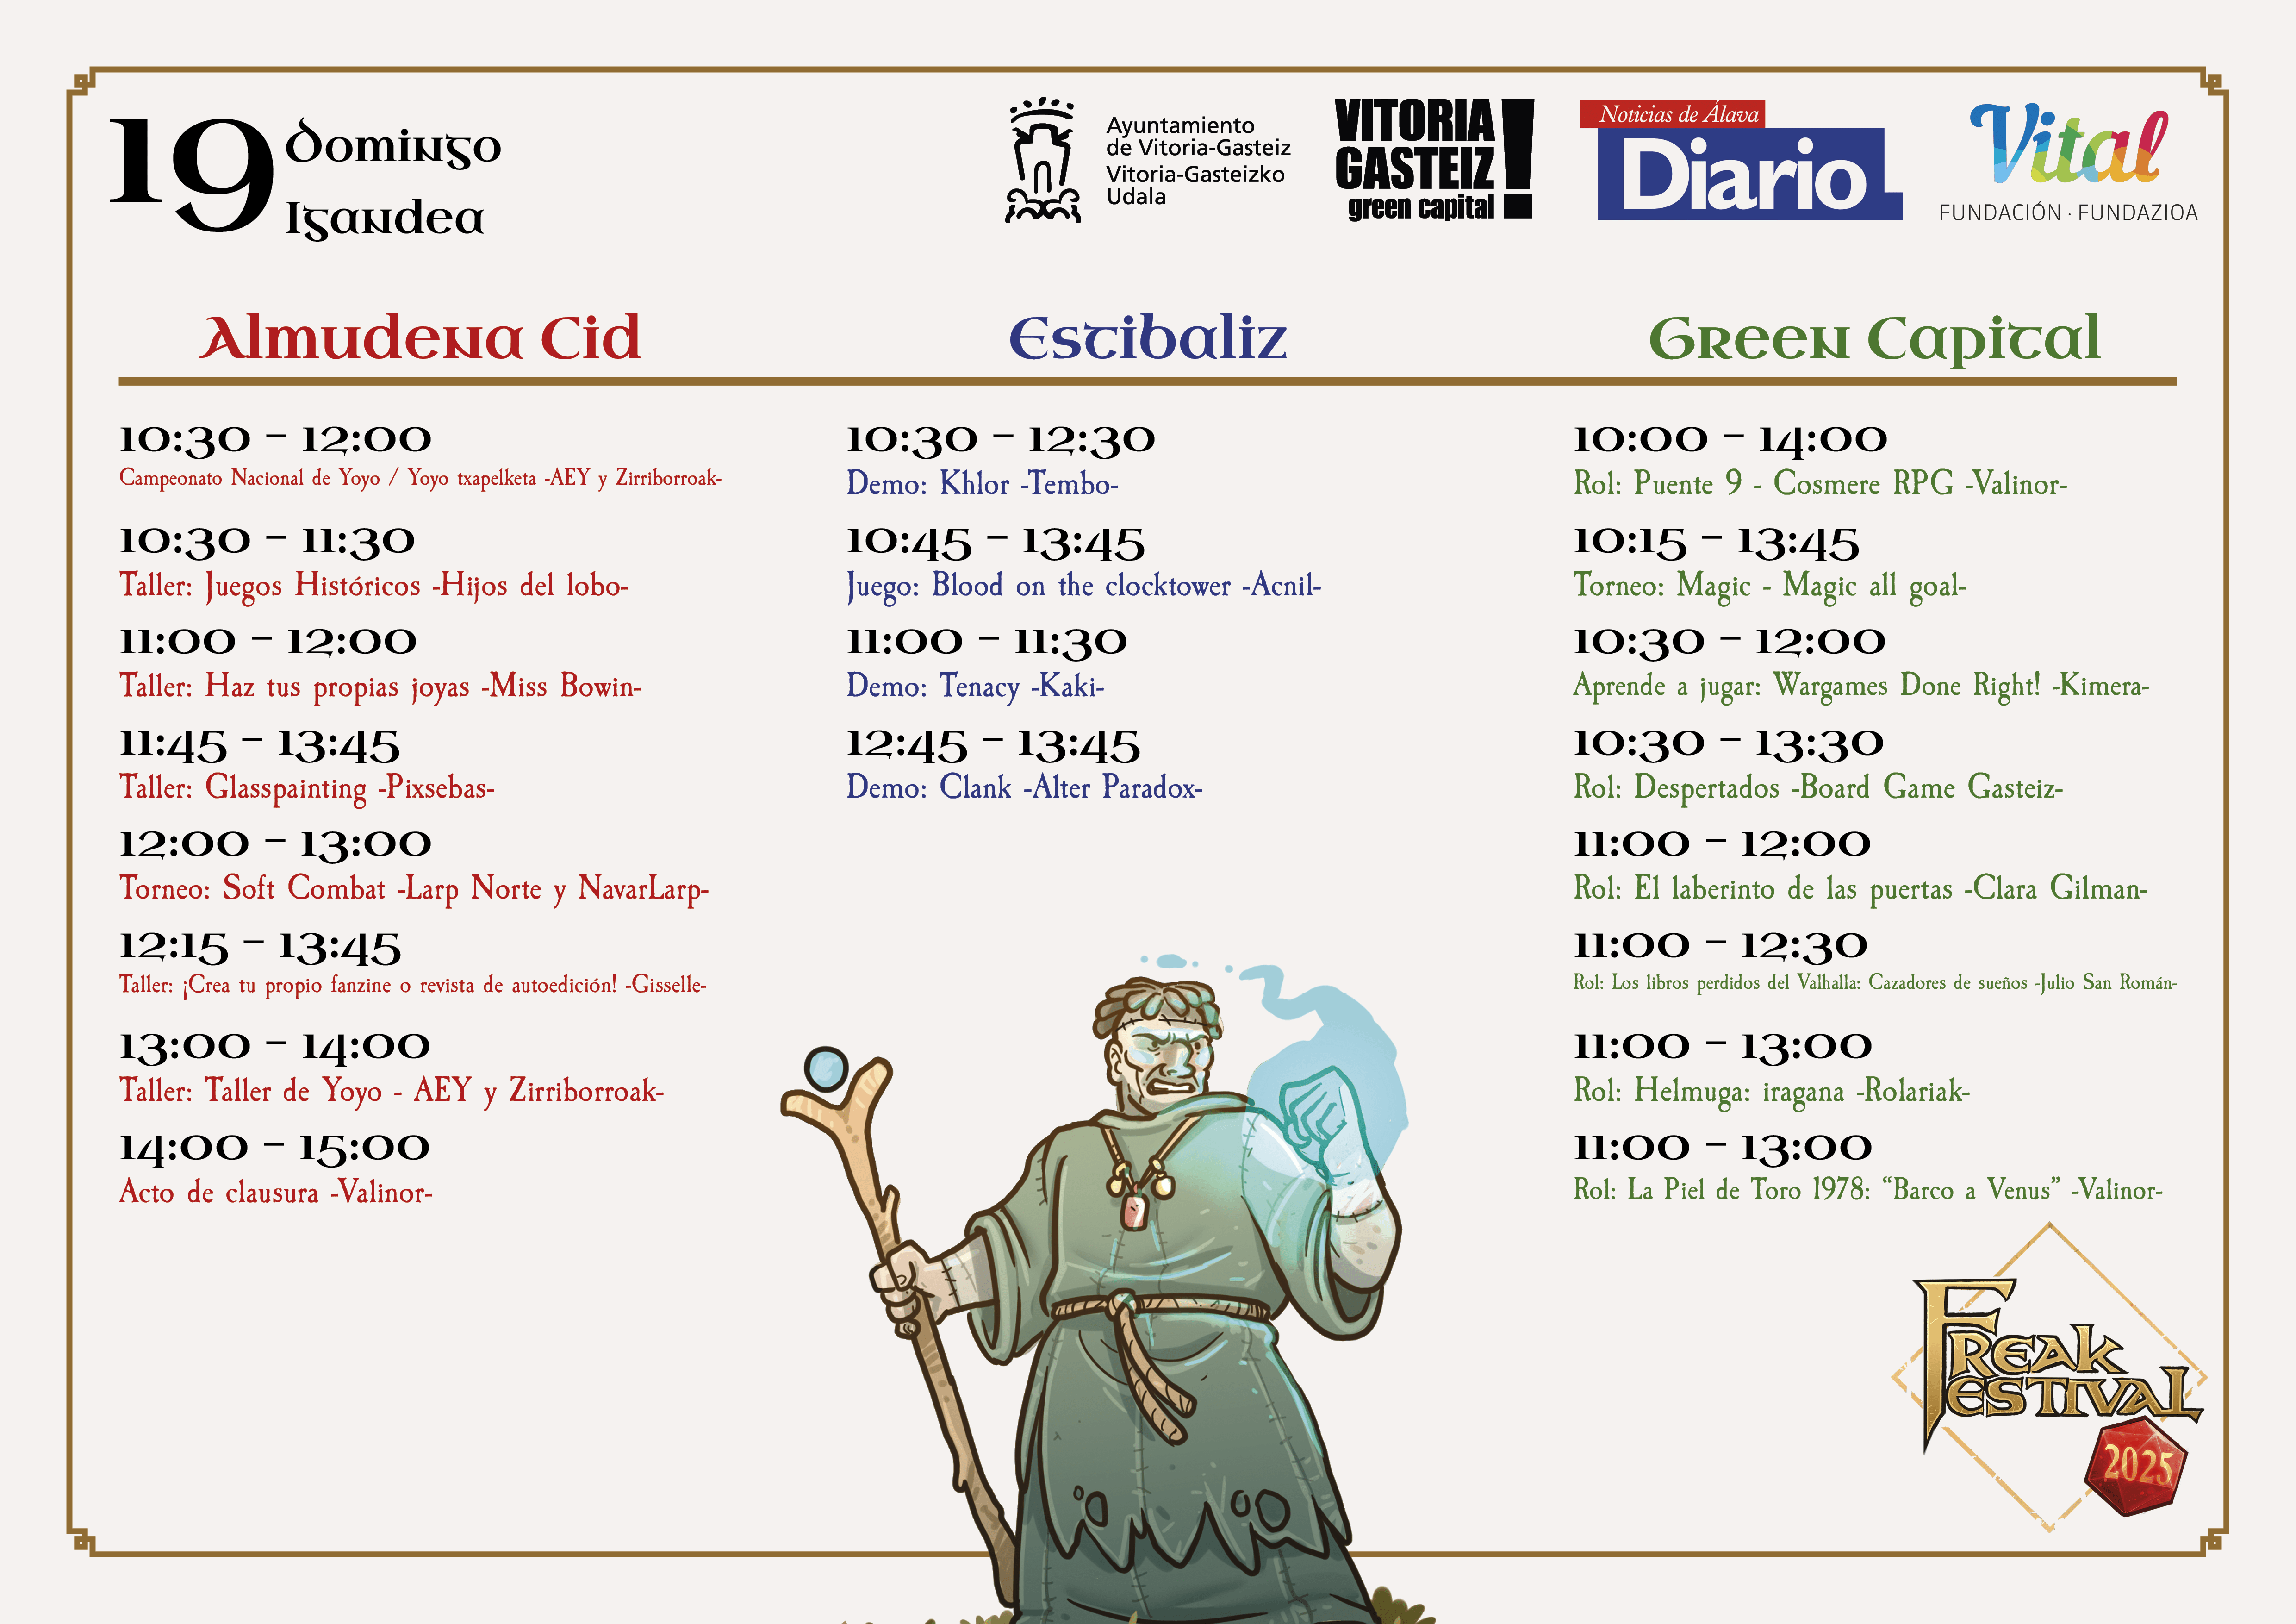 19 Domingo
Igandea
Ayuntamiento
de Vitoria-Gasteiz
Vitoria-Gasteizko
Udala
VITORIA
GASTEIZ
green capital
Noticias de Álava
Diario
Vital
FUNDACIÓN · FUNDAZIOA
Almudena Cid
10:30 – 12:00
Campeonato Nacional de Yoyo / Yoyo txapelketa -AEY y Zirriborroak-
10:30 – 11:30
Taller: Juegos Históricos -Hijos del lobo-
11:00 – 12:00
Taller: Haz tus propias joyas -Miss Bowin-
11:45 – 13:45
Taller: Glasspainting -Pixsebas-
12:00 – 13:00
Torneo: Soft Combat -Larp Norte y NavarLarp-
12:15 – 13:45
Taller: ¡Crea tu propio fanzine o revista de autoedición! -Gisselle-
13:00 – 14:00
Taller: Taller de Yoyo - AEY y Zirriborroak-
14:00 – 15:00
Acto de clausura -Valinor-
Estibaliz
10:30 – 12:30
Demo: Khlor -Tembo-
10:45 – 13:45
Juego: Blood on the clocktower -Acnil-
11:00 – 11:30
Demo: Tenacy -Kaki-
12:45 – 13:45
Demo: Clank -Alter Paradox-
Green Capital
10:00 – 14:00
Rol: Puente 9 - Cosmere RPG -Valinor-
10:15 – 13:45
Torneo: Magic - Magic all goal-
10:30 – 12:00
Aprende a jugar: Wargames Done Right! -Kimera-
10:30 – 13:30
Rol: Despertados -Board Game Gasteiz-
11:00 – 12:00
Rol: El laberinto de las puertas -Clara Gilman-
11:00 – 12:30
Rol: Los libros perdidos del Valhalla: Cazadores de sueños -Julio San Román-
11:00 – 13:00
Rol: Helmuga: iragana -Rolariak-
11:00 – 13:00
Rol: La Piel de Toro 1978: “Barco a Venus” -Valinor-
Freak
Festival
2025